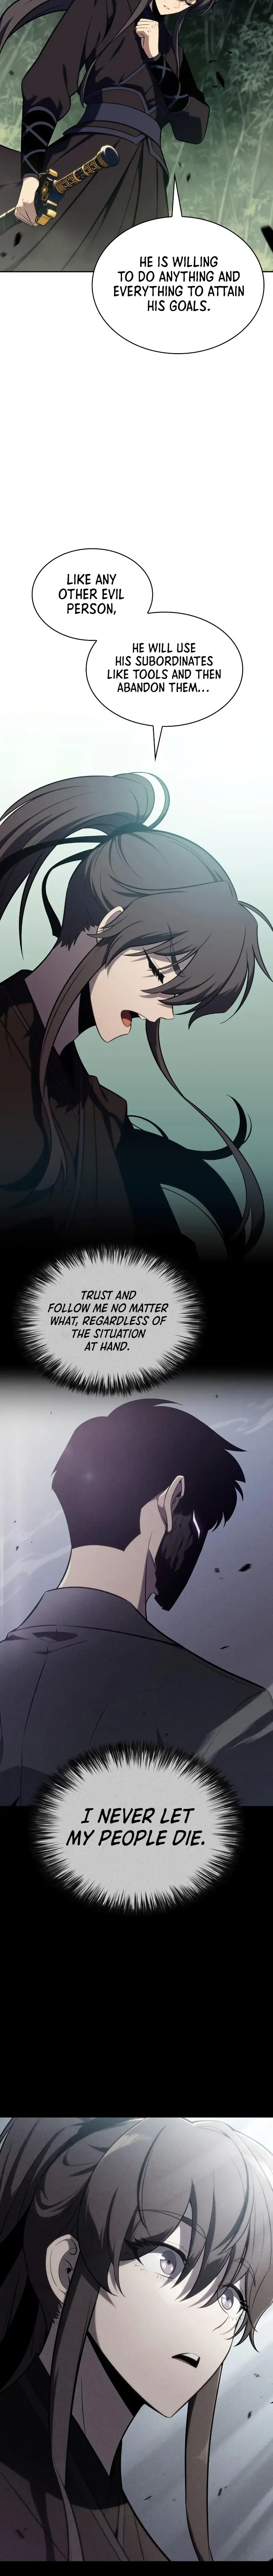 HE IS WILLING
TO DO ANYTHING AND
EVERYTHING TO ATTAIN
HIS GOALS.
LIKE ANY
OTHER EVIL
PERSON,
HE WILL USE
HIS SUBORDINATES
LIKE TOOLS AND THEN
ABANDON THEM...
TRUST AND
FOLLOW ME NO MATTER
WHAT, REGARDLESS OF
THE SITUATION
AT HAND.
I NEVER LET
MY PEOPLE DIE.